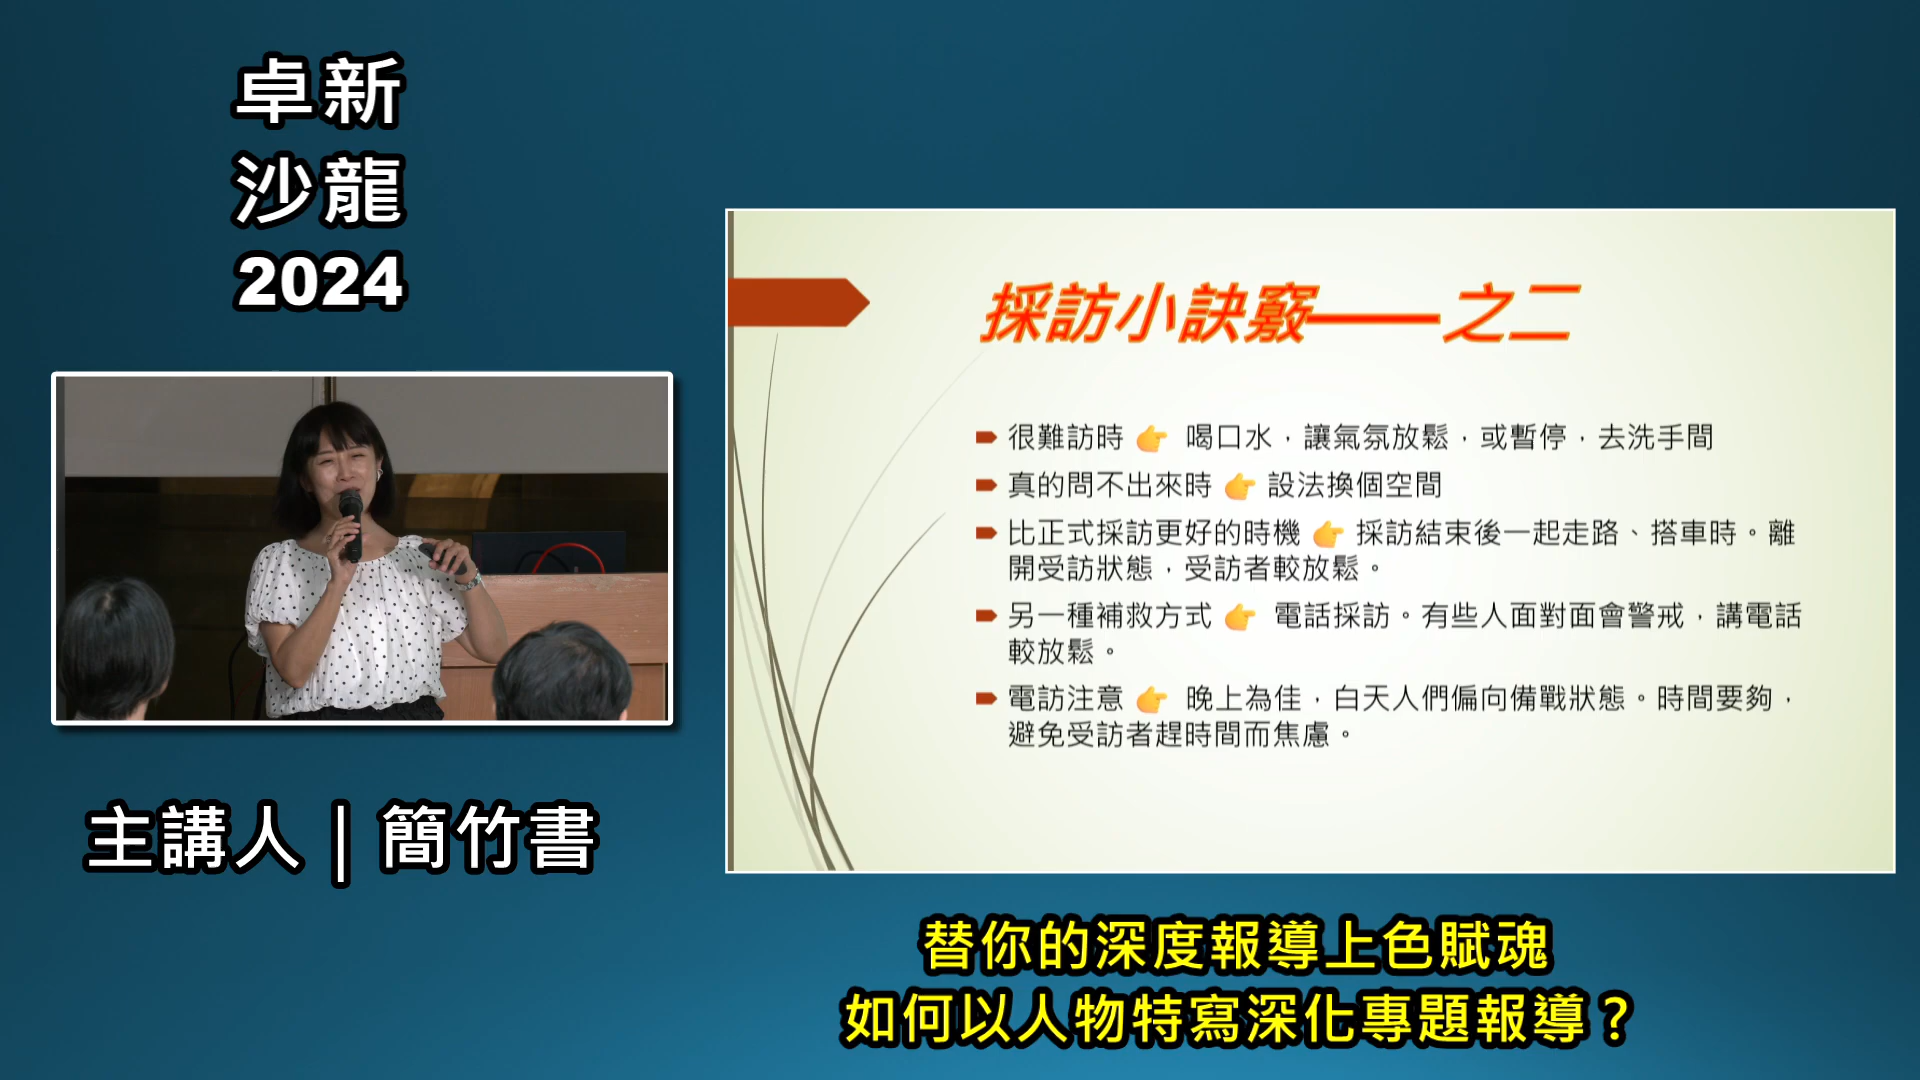 卓新
沙龍
2024
主講人｜簡竹書
採訪小訣竅——之二
很難訪時 👉 喝口水，讓氣氛放鬆，或暫停，去洗手間
真的問不出來時 👉 設法換個空間
比正式採訪更好的時機 👉 採訪結束後一起走路、搭車時。離
開受訪狀態，受訪者較放鬆。
另一種補救方式 👉 電話採訪。有些人面對面會警戒，講電話
較放鬆。
電訪注意 👉 晚上為佳，白天人們偏向備戰狀態。時間要夠，
避免受訪者趕時間而焦慮。
替你的深度報導上色賦魂
如何以人物特寫深化專題報導？